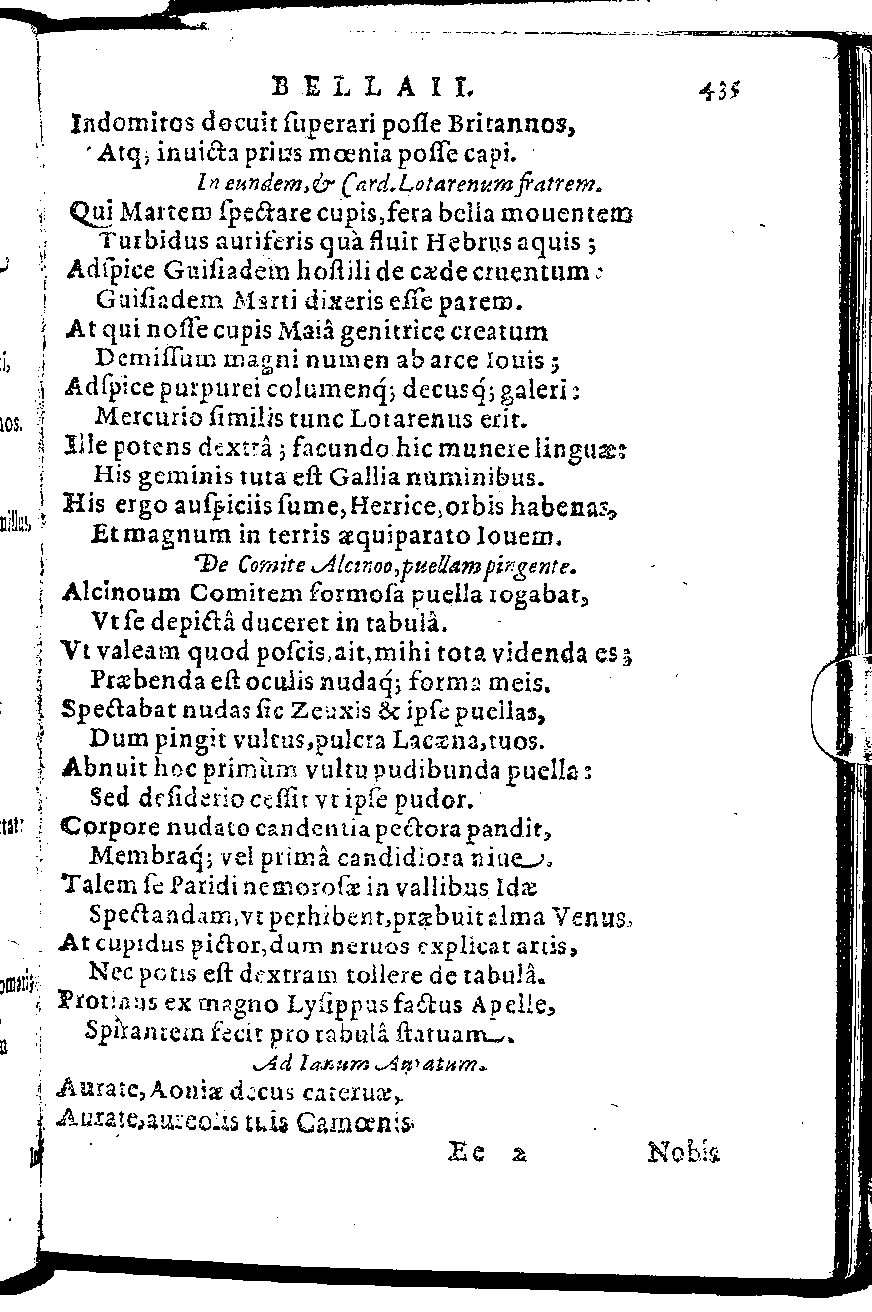 BELLAII. 435
Indomitos docuit ſuperari poſſe Britannos,
Atq; inuicta prius mœnia poſſe capi.
In eundem, & Card. Lotarenum fratrem.
Qui Martem ſpectare cupis, fera bella mouentem
Turbidus auriferis quà fluit Hebrus aquis;
Adſpice Guiſiadem hoſtili de cæde cruentum:
Guiſiadem Marti dixeris eſſe parem.
At qui noſſe cupis Maiâ genitrice creatum
Demiſſum magni numen ab arce Iouis;
Adſpice purpurei columenq́; decusq́; galeri:
Mercurio ſimilis tunc Lotarenus erit.
Ille potens dextrâ; facundo hic munere linguæ:
His geminis tuta eſt Gallia numinibus.
His ergo auſpiciis ſume, Herrice, orbis habenas,
Et magnum in terris æquiparato Iouem.
De Comite Alcinoo, puellam pingente.
Alcinoum Comitem formoſa puella rogabat,
Vt ſe depictâ duceret in tabulâ.
Vt valeam quod poſcis, ait, mihi tota videnda es;
Præbenda eſt oculis nudaq́; forma meis.
Spectabat nudas ſic Zeuxis & ipſe puellas,
Dum pingit vultus, pulcra Lacæna, tuos.
Abnuit hoc primùm vultu pudibunda puella:
Sed deſiderio ceſſit vt ipſe pudor.
Corpore nudato candentia pectora pandit,
Membraq́; vel primâ candidiora niue.
Talem ſe Paridi nemoroſæ in vallibus Idæ
Spectandam, vt perhibent, præbuit alma Venus.
At cupidus pictor, dum neruos explicat artis,
Nec potis eſt dextram tollere de tabulâ.
Protinus ex magno Lyſippus factus Apelle,
Spirantem fecit pro tabulâ ſtatuam.
Ad Ianum Auratum.
Aurate, Aoniæ decus cateruæ,
Aurate, aureolis tuis Camœnis
Ee 2 Nobis